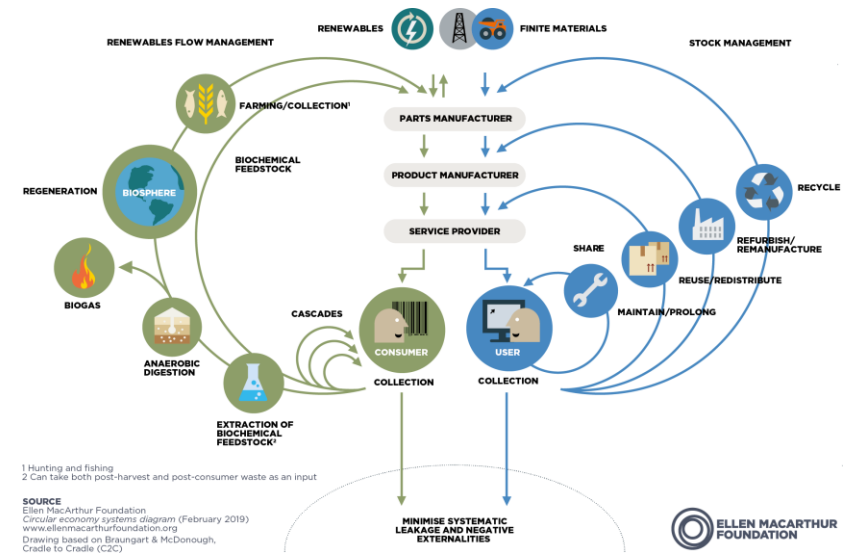 RENEWABLES
FINITE MATERIALS
RENEWABLES FLOW MANAGEMENT
STOCK MANAGEMENT
FARMING/COLLECTION¹
PARTS MANUFACTURER
BIOCHEMICAL
FEEDSTOCK
PRODUCT MANUFACTURER
REGENERATION
BIOSPHERE
RECYCLE
SERVICE PROVIDER
SHARE
REFURBISH/
REMANUFACTURE
REUSE/REDISTRIBUTE
BIOGAS
CASCADES
MAINTAIN/PROLONG
CONSUMER
USER
ANAEROBIC
DIGESTION
COLLECTION
COLLECTION
EXTRACTION OF
BIOCHEMICAL
FEEDSTOCK²
1 Hunting and fishing
2 Can take both post-harvest and post-consumer waste as an input
SOURCE
Ellen MacArthur Foundation
Circular economy systems diagram (February 2019)
www.ellenmacarthurfoundation.org
Drawing based on Braungart & McDonough,
Cradle to Cradle (C2C)
MINIMISE SYSTEMATIC
LEAKAGE AND NEGATIVE
EXTERNALITIES
ELLEN MACARTHUR
FOUNDATION